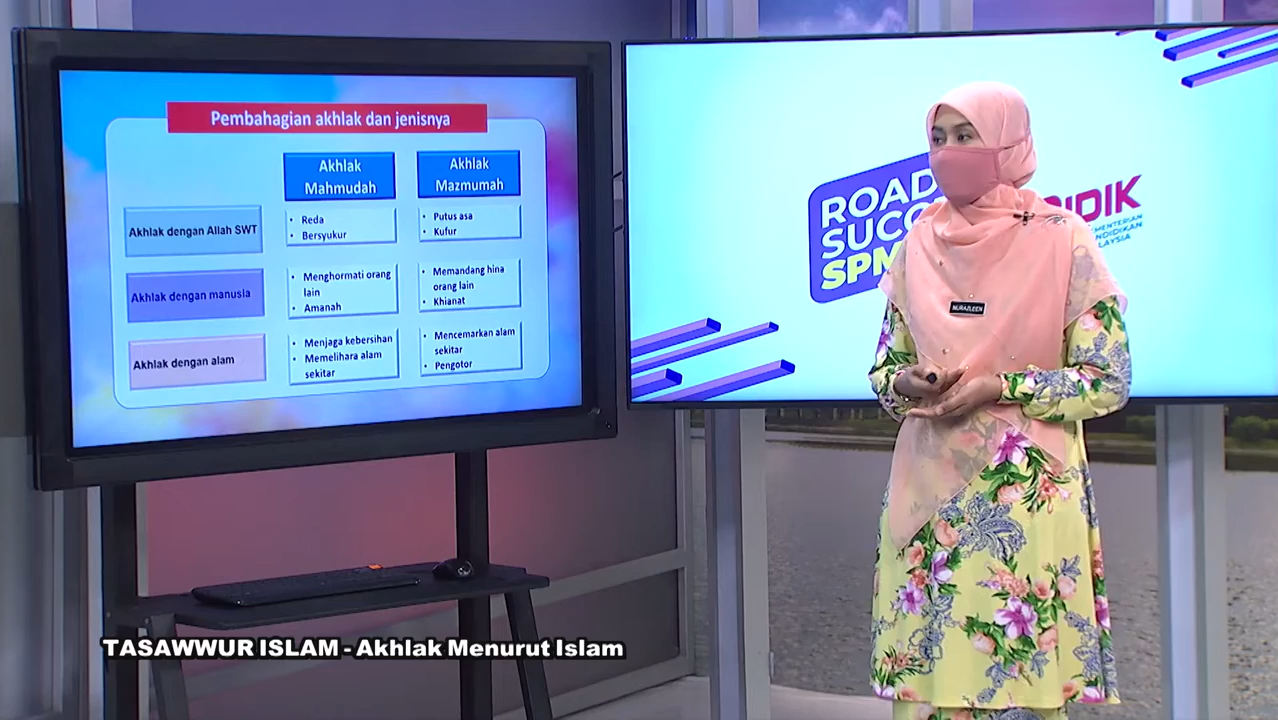 Pembahagian akhlak dan jenisnya
Akhlak
Mahmudah
Akhlak
Mazmumah
Akhlak dengan Allah SWT
• Reda
• Bersyukur
• Putus asa
• Kufur
Akhlak dengan manusia
• Menghormati orang
lain
• Amanah
• Memandang hina
orang lain
• Khianat
Akhlak dengan alam
• Menjaga kebersihan
• Memelihara alam
sekitar
• Mencemarkan alam
sekitar
• Pengotor
ROAD
SUCC
SPM
DIDIK
KEMENTERIAN
NDIDIKAN
LAYSIA
NURAZLEEN
TASAWWUR ISLAM - Akhlak Menurut Islam